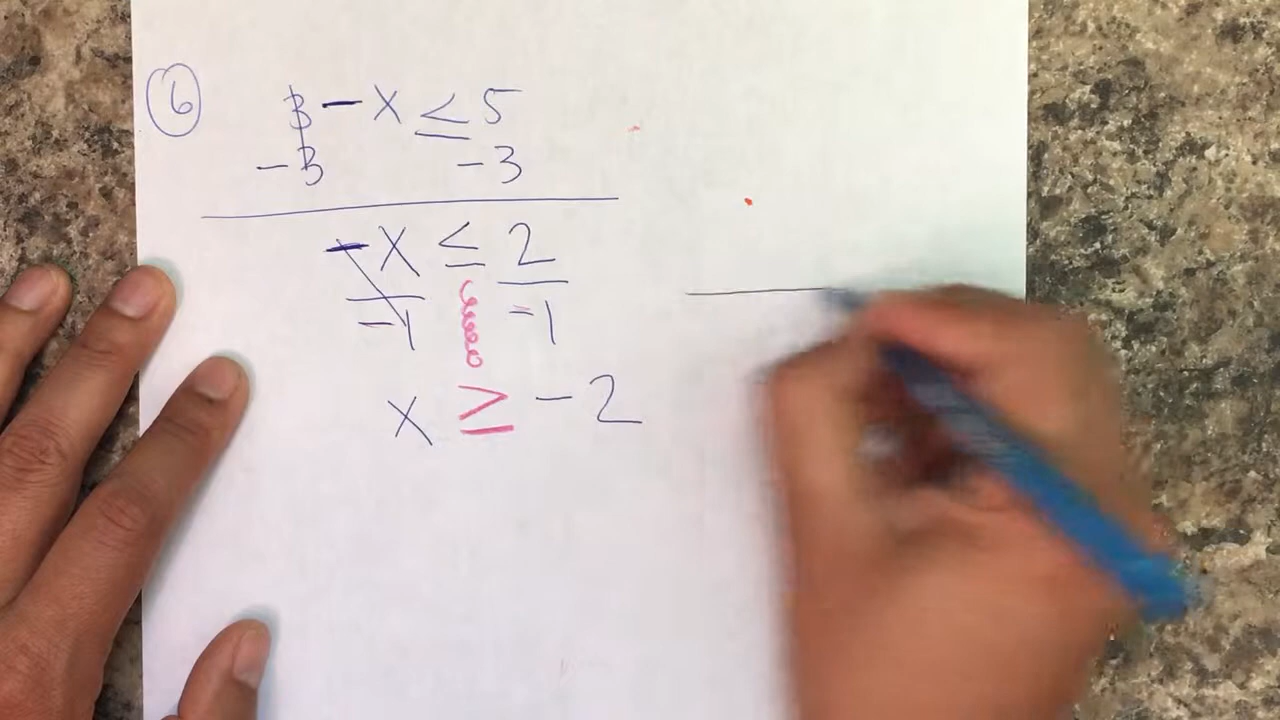 6
3 - x ≤ 5
-3 -3
-x ≤ 2
-1 -1
x ≥ -2